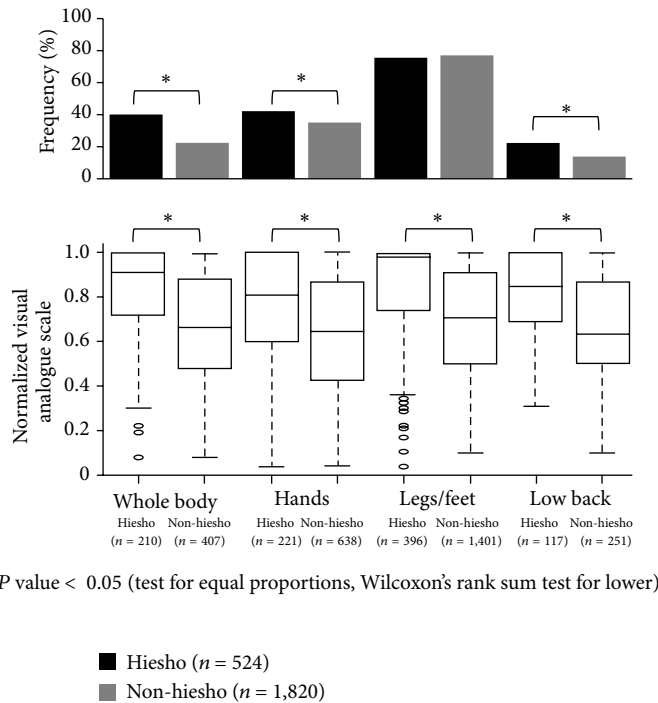 100
80
60
40
20
0
Frequency (%)
*
*
*
*
*
*
*
1.0
0.8
0.6
0.4
0.2
0
Normalized visual
analogue scale
Whole body
Hands
Legs/feet
Low back
Hiesho
Non-hiesho
Hiesho
Non-hiesho
Hiesho
Non-hiesho
Hiesho
Non-hiesho
(n = 210)
(n = 407)
(n = 221)
(n = 638)
(n = 396)
(n = 1,401)
(n = 117)
(n = 251)
P value < 0.05 (test for equal proportions, Wilcoxon's rank sum test for lower)
Hiesho (n = 524)
Non-hiesho (n = 1,820)